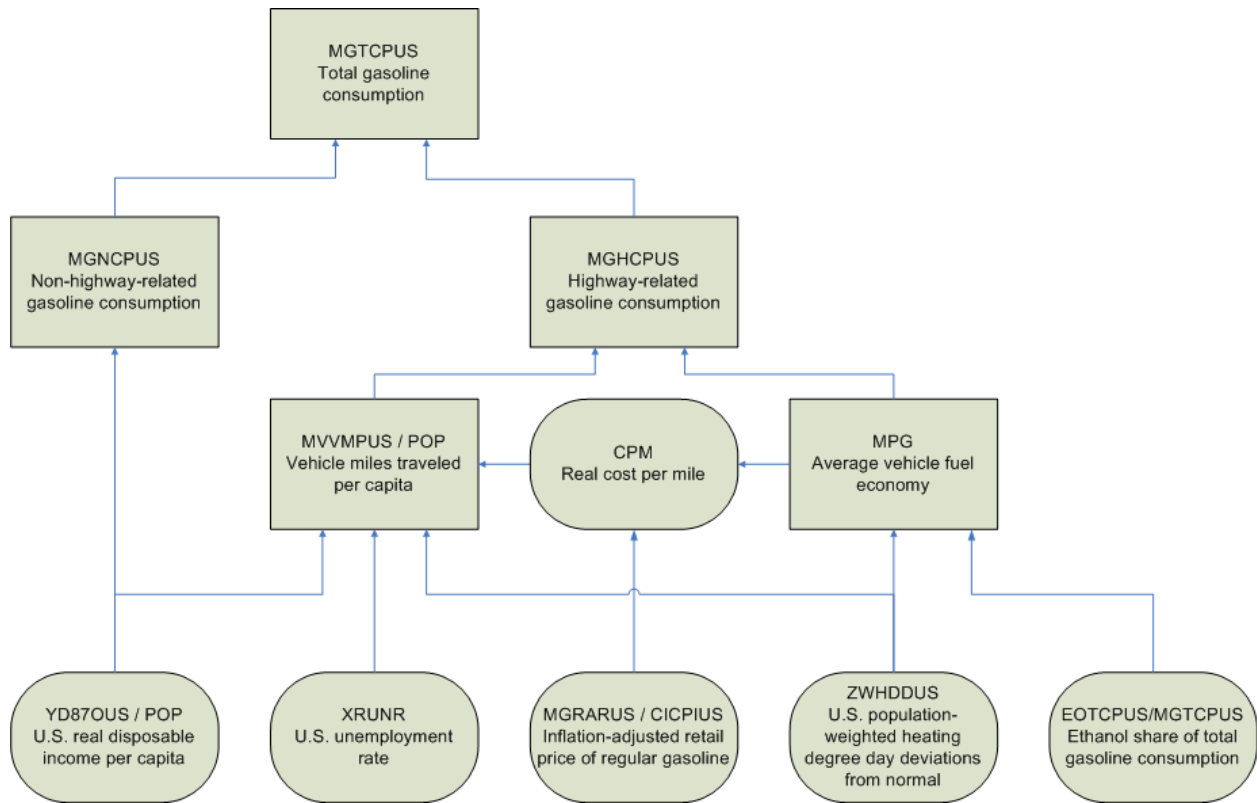 MGTCPUS
Total gasoline
consumption
MGNCPUS
Non-highway-related
gasoline consumption
MGHCPUS
Highway-related
gasoline consumption
MVVMPUS / POP
Vehicle miles traveled
per capita
CPM
Real cost per mile
MPG
Average vehicle fuel
economy
YD87OUS / POP
U.S. real disposable
income per capita
XRUNR
U.S. unemployment
rate
MGRARUS / CICPIUS
Inflation-adjusted retail
price of regular gasoline
ZWHDDUS
U.S. population-
weighted heating
degree day deviations
from normal
EOTCPUS/MGTCPUS
Ethanol share of total
gasoline consumption